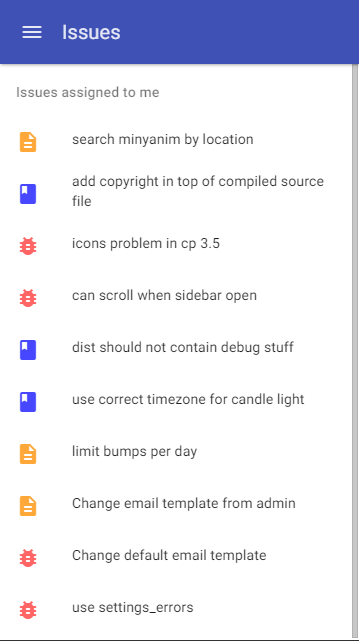 Issues
Issues assigned to me
search minyanim by location
add copyright in top of compiled source
file
icons problem in cp 3.5
can scroll when sidebar open
dist should not contain debug stuff
use correct timezone for candle light
limit bumps per day
Change email template from admin
Change default email template
use settings_errors